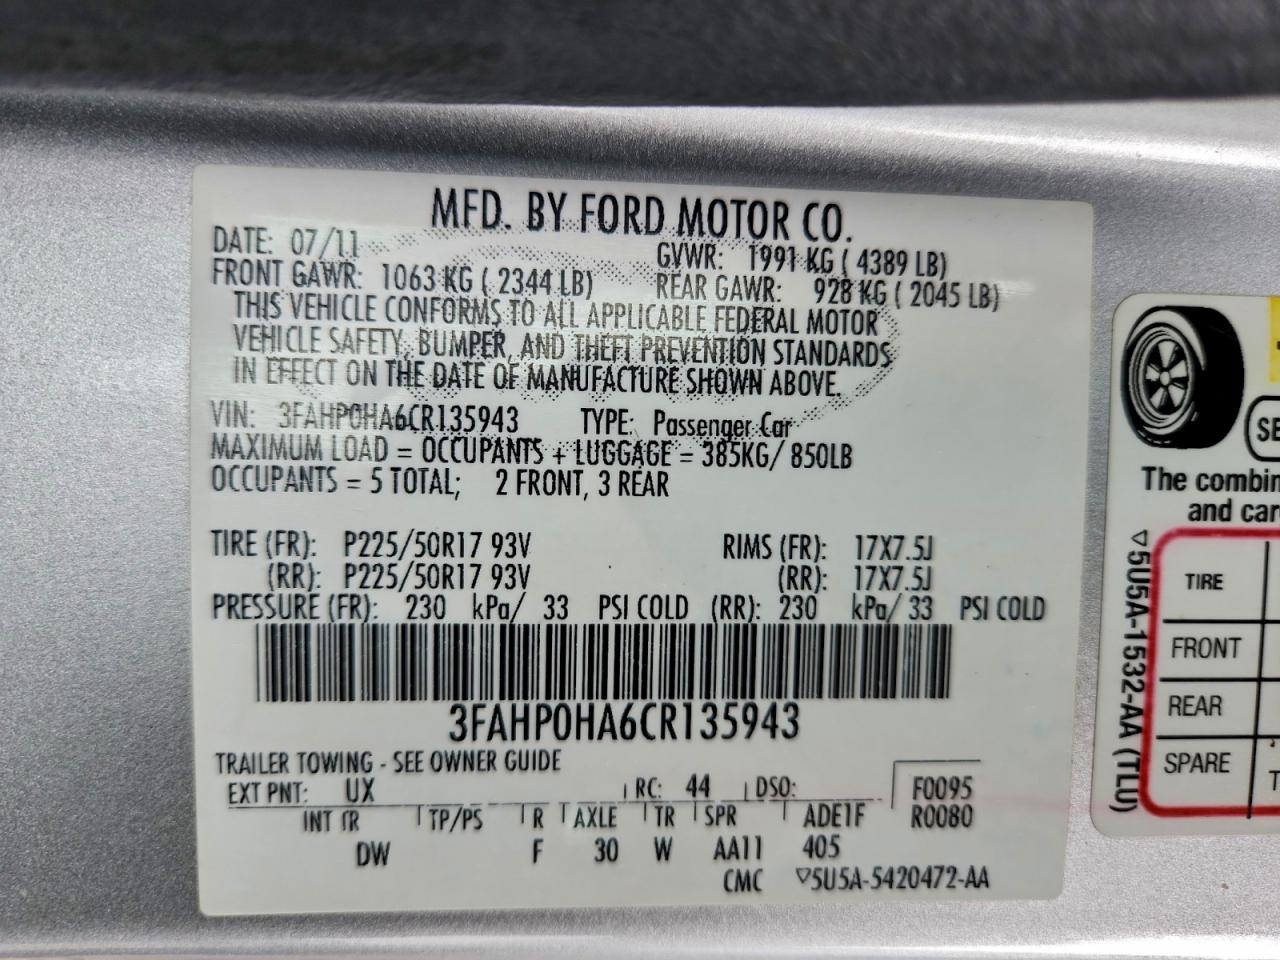 MFD. BY FORD MOTOR CO.
DATE: 07/11 GVWR: 1991 KG ( 4389 LB)
FRONT GAWR: 1063 KG ( 2344 LB) REAR GAWR: 928 KG ( 2045 LB)
THIS VEHICLE CONFORMS TO ALL APPLICABLE FEDERAL MOTOR
VEHICLE SAFETY, BUMPER, AND THEFT PREVENTION STANDARDS
IN EFFECT ON THE DATE OF MANUFACTURE SHOWN ABOVE.
VIN: 3FAHP0HA6CR135943 TYPE: Passenger Car
MAXIMUM LOAD = OCCUPANTS + LUGGAGE = 385KG/ 850LB
OCCUPANTS = 5 TOTAL; 2 FRONT, 3 REAR
TIRE (FR): P225/50R17 93V RIMS (FR): 17X7.5J
(RR): P225/50R17 93V (RR): 17X7.5J
PRESSURE (FR): 230 kPa/ 33 PSI COLD (RR): 230 kPa/ 33 PSI COLD
3FAHP0HA6CR135943
TRAILER TOWING - SEE OWNER GUIDE
EXT PNT: UX RC: 44 DSO: F0095
INT TR TP/PS R AXLE TR SPR ADE1F R0080
DW F 30 W AA11 405
CMC ▽5U5A-5420472-AA
SE
The combin
and car
TIRE
FRONT
REAR
SPARE T
▽5U5A-1532-AA (TLU)